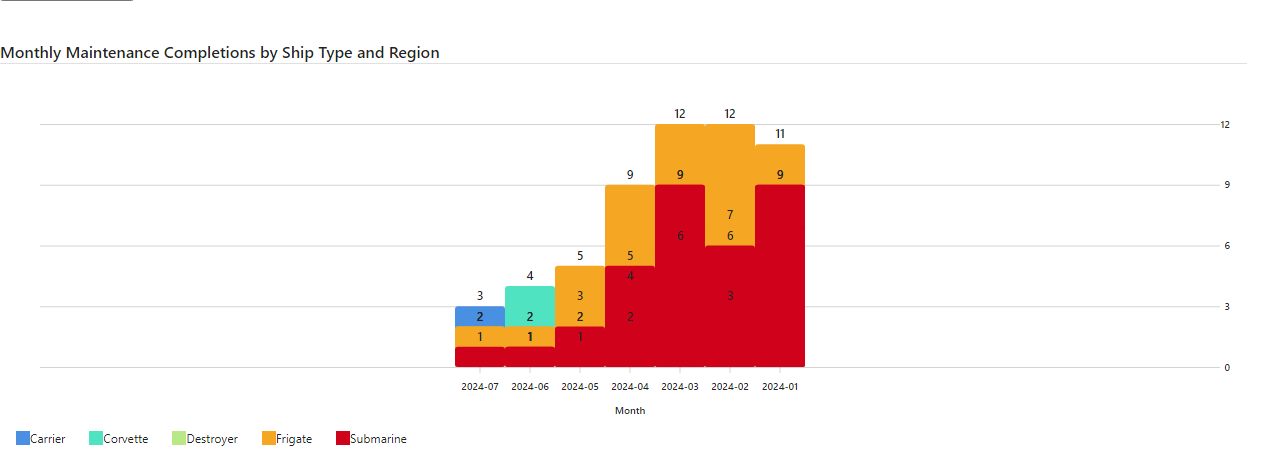 Monthly Maintenance Completions by Ship Type and Region
12 12
11
12
9 9 9 9
7
6 6
5 5
4 4
3 3 3 3
2 2 2 2
1 1 1
9
6
3
0
2024-07 2024-06 2024-05 2024-04 2024-03 2024-02 2024-01
Month
Carrier Corvette Destroyer Frigate Submarine